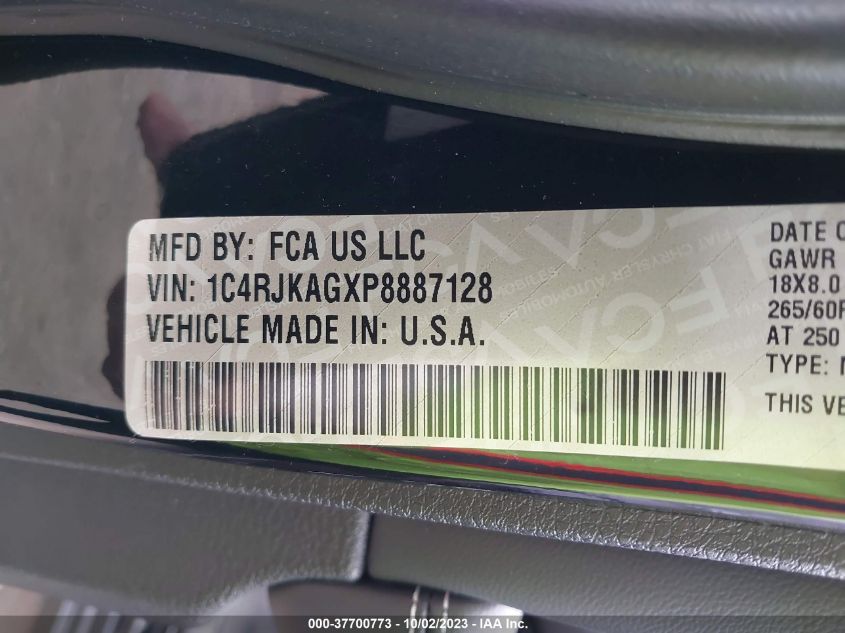 MFD BY: FCA US LLC
VIN: 1C4RJKAGXP8887128
VEHICLE MADE IN: U.S.A.
DATE O
GAWR
18X8.0
265/60R
AT 250
TYPE:
THIS VE
000-37700773 | 10/02/2023 - © IAA Inc.